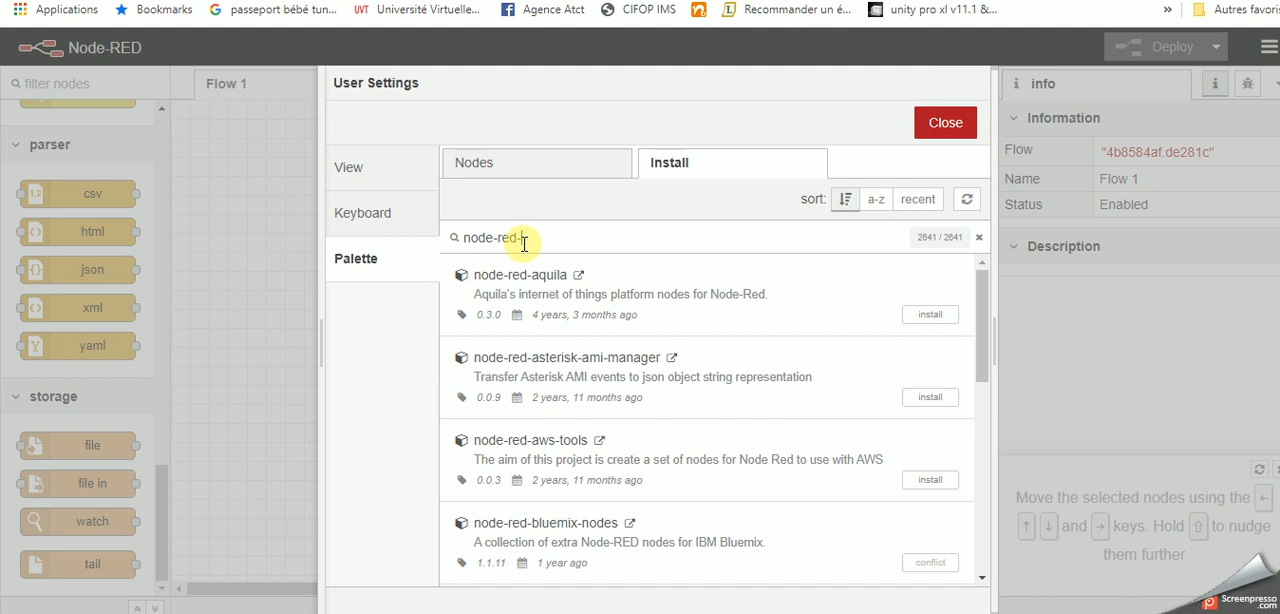 Applications Bookmarks passeport bébé tun... Université Virtuelle... Agence Atct CIFOP IMS Recommander un é... unity pro xl v11.1 &... » Autres favoris
Node-RED Deploy
filter nodes Flow 1 User Settings info
Close
parser
csv
html
json
xml
yaml
storage
file
file in
watch
tail
View
Keyboard
Palette
Nodes Install
sort: a-z recent
node-red- 2641 / 2641
node-red-aquila
Aquila's internet of things platform nodes for Node-Red.
0.3.0 4 years, 3 months ago install
node-red-asterisk-ami-manager
Transfer Asterisk AMI events to json object string representation
0.0.9 2 years, 11 months ago install
node-red-aws-tools
The aim of this project is create a set of nodes for Node Red to use with AWS
0.0.3 2 years, 11 months ago install
node-red-bluemix-nodes
A collection of extra Node-RED nodes for IBM Bluemix.
1.1.11 1 year ago conflict
Information
Flow "4b8584af.de281c"
Name Flow 1
Status Enabled
Description
Move the selected nodes using the ←
↑ ↓ and → keys. Hold ⇧ to nudge
them further
Screenpresso
.com